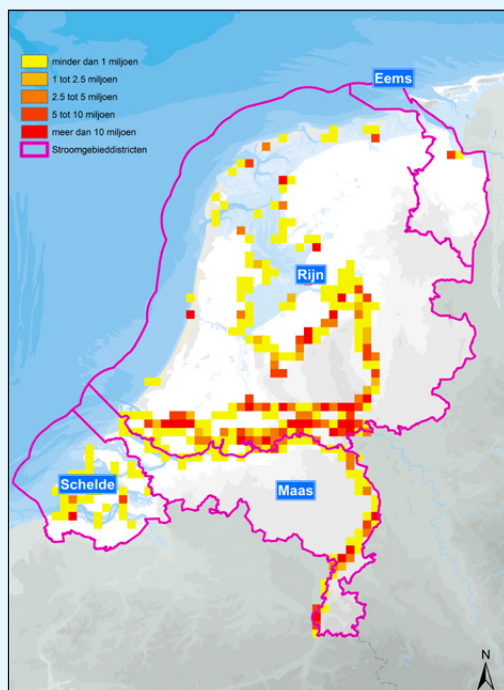 minder dan 1 miljoen
1 tot 2.5 miljoen
2.5 tot 5 miljoen
5 tot 10 miljoen
meer dan 10 miljoen
Stroomgebieddistricten
Eems
Rijn
Schelde
Maas
N